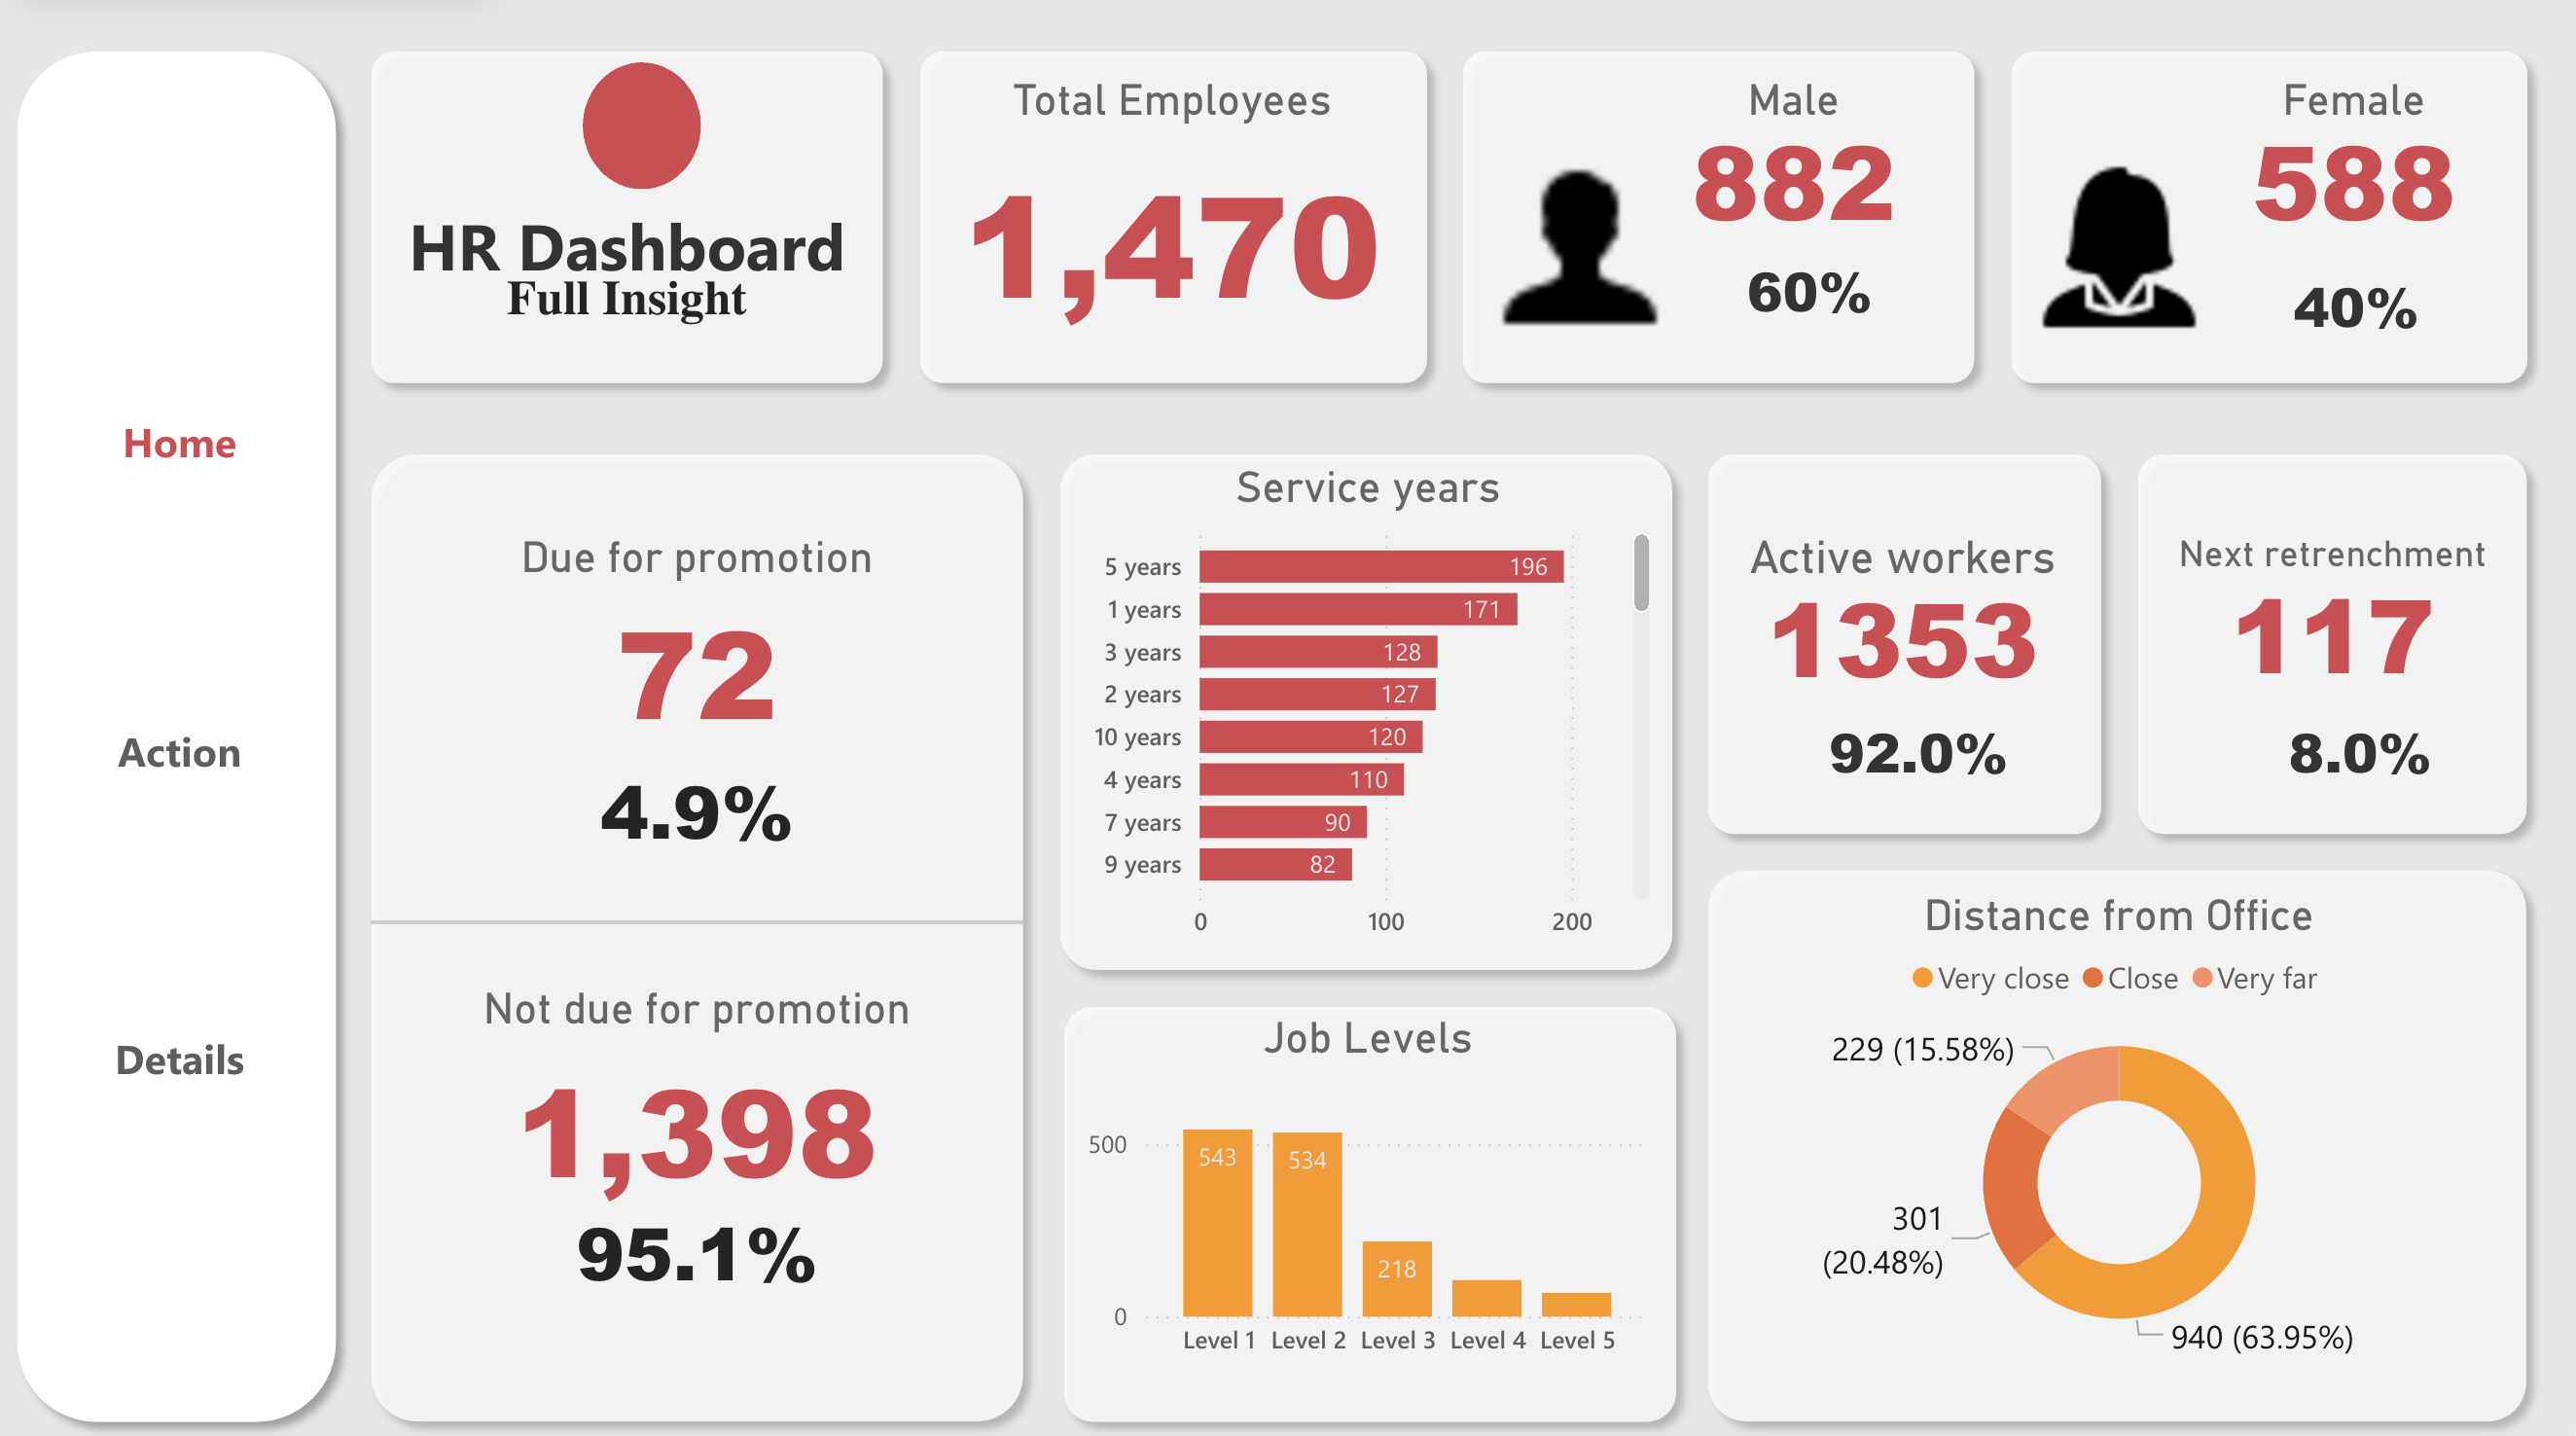 Home
Action
Details
HR Dashboard
Full Insight
Total Employees
1,470
Male
882
60%
Female
588
40%
Due for promotion
72
4.9%
Not due for promotion
1,398
95.1%
Service years
5 years 196
1 years 171
3 years 128
2 years 127
10 years 120
4 years 110
7 years 90
9 years 82
0 100 200
Job Levels
500
543 534
218
0
Level 1 Level 2 Level 3 Level 4 Level 5
Active workers
1353
92.0%
Next retrenchment
117
8.0%
Distance from Office
Very close Close Very far
229 (15.58%)
301
(20.48%)
940 (63.95%)